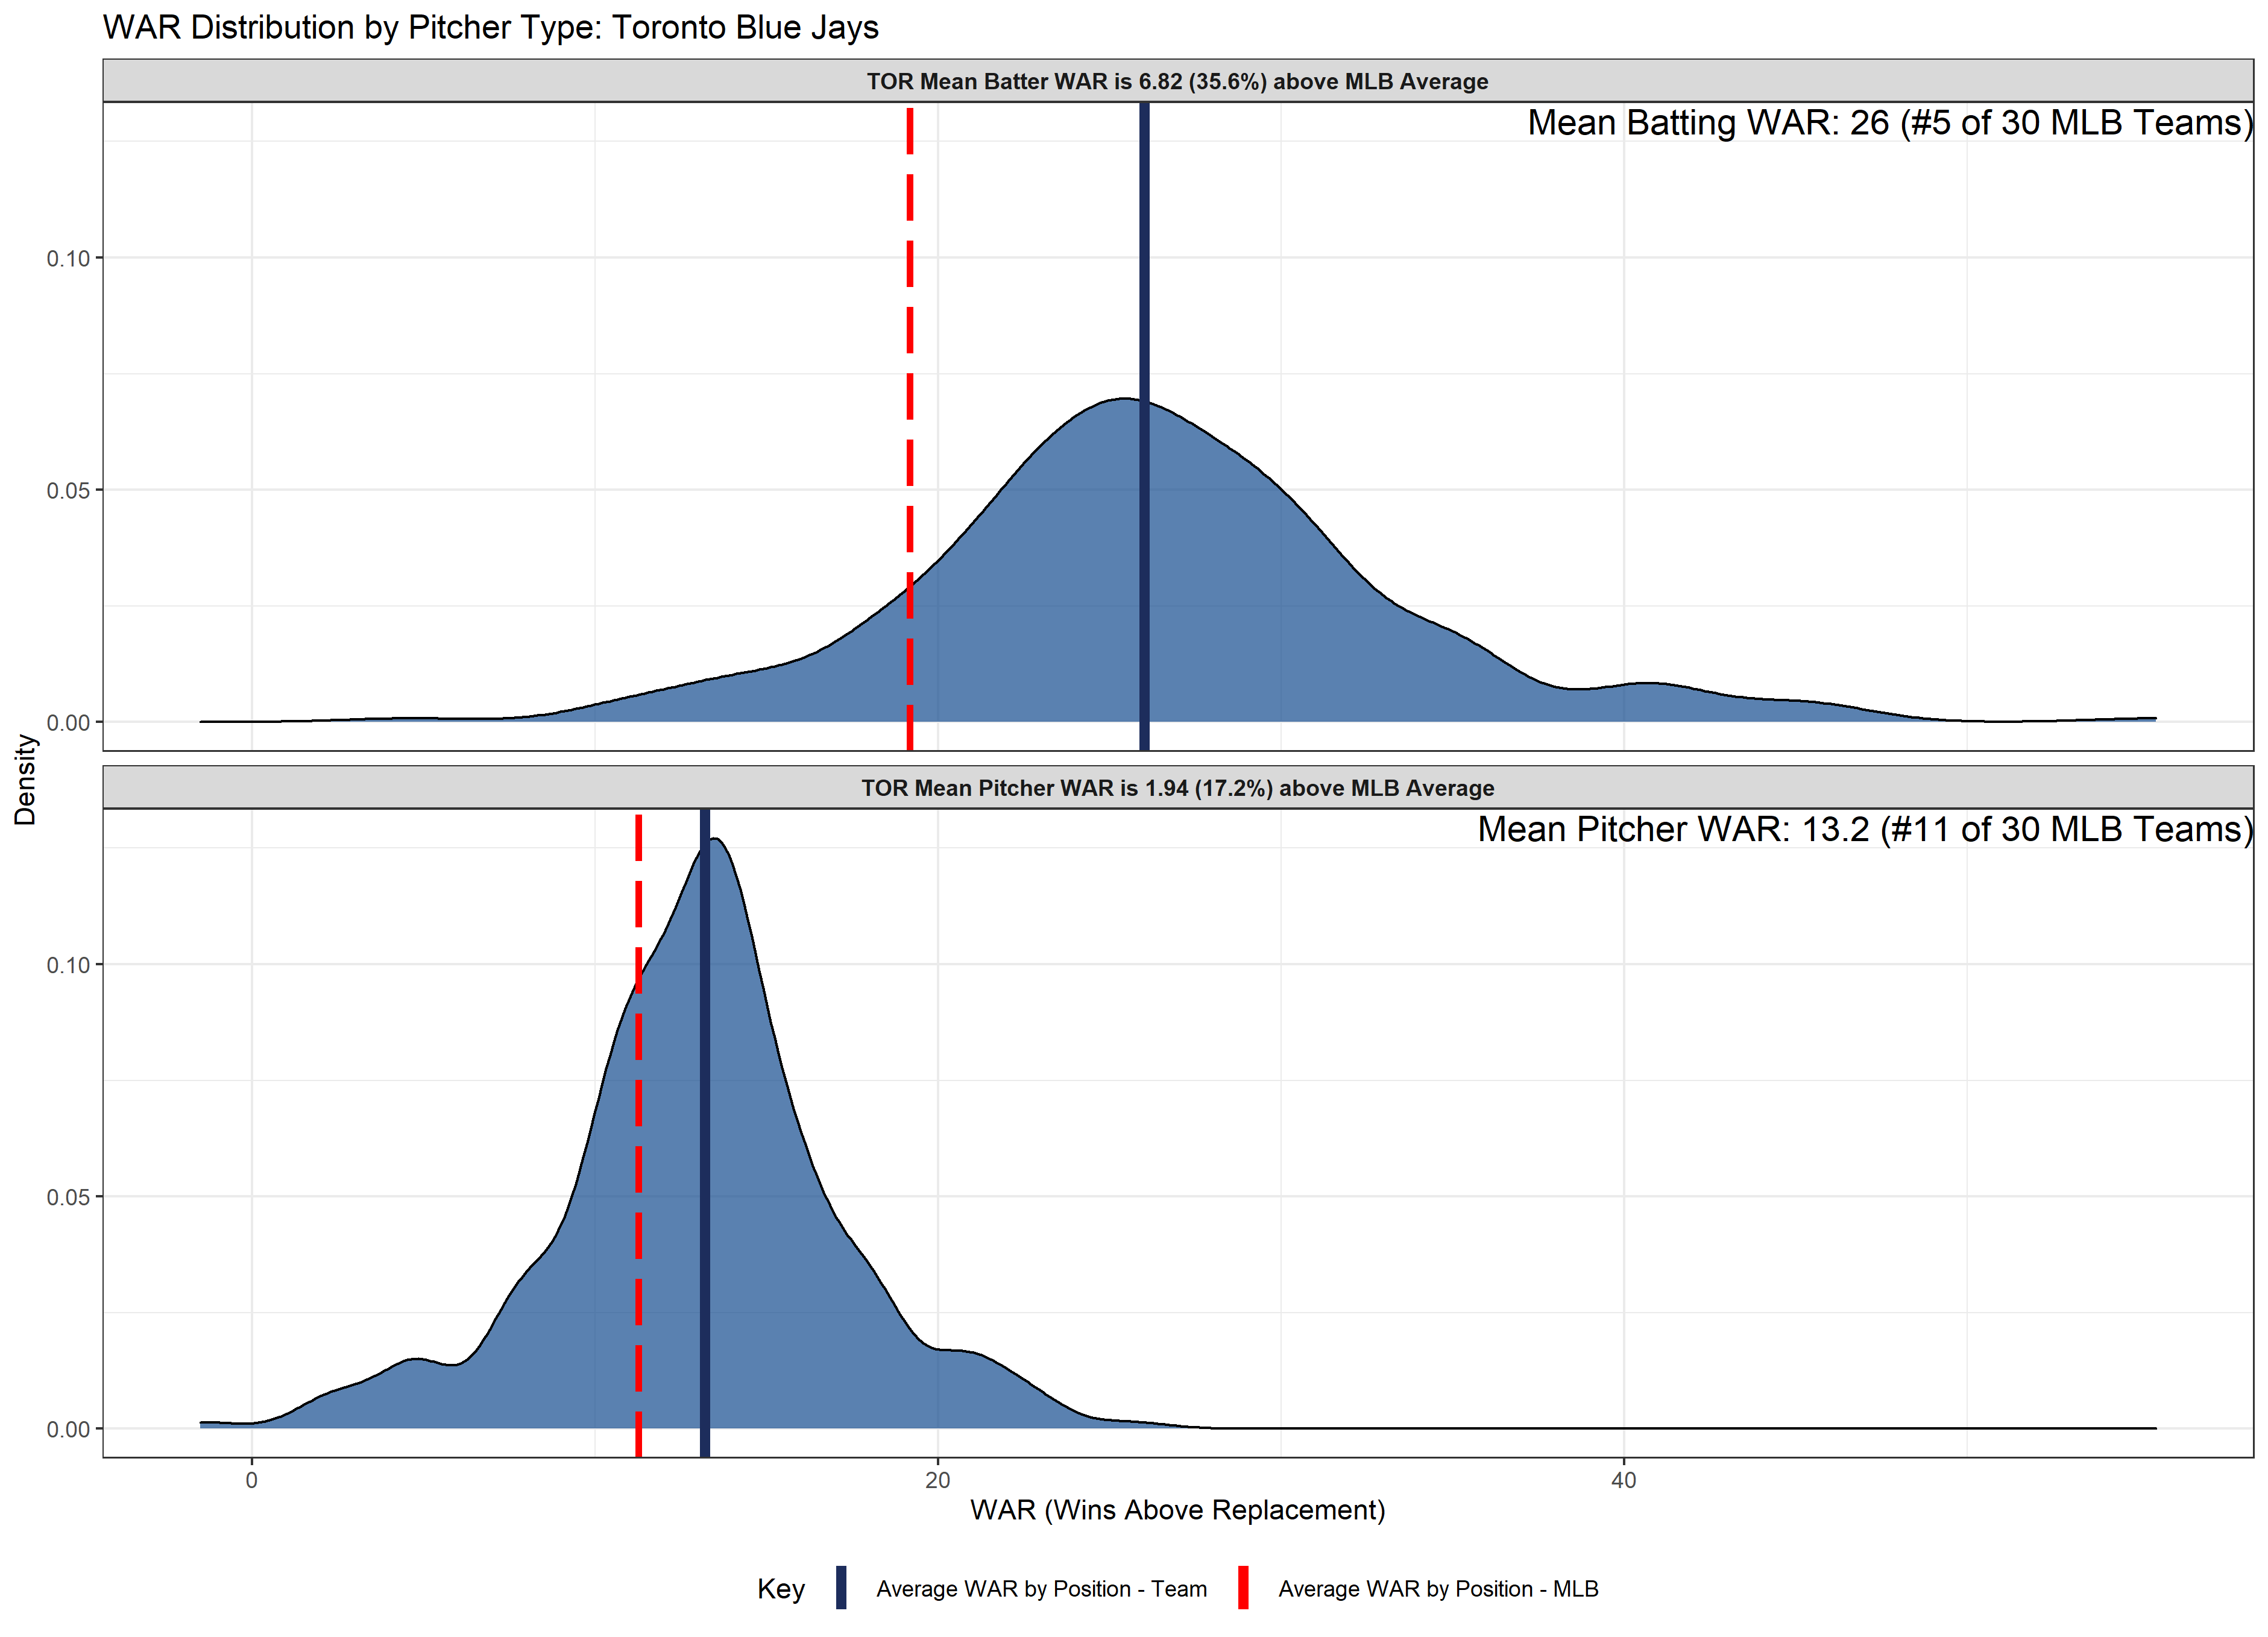 WAR Distribution by Pitcher Type: Toronto Blue Jays
TOR Mean Batter WAR is 6.82 (35.6%) above MLB Average
Mean Batting WAR: 26 (#5 of 30 MLB Teams)
0.10
0.05
0.00
Density
TOR Mean Pitcher WAR is 1.94 (17.2%) above MLB Average
Mean Pitcher WAR: 13.2 (#11 of 30 MLB Teams)
0.10
0.05
0.00
0 20 40
WAR (Wins Above Replacement)
Key Average WAR by Position - Team Average WAR by Position - MLB